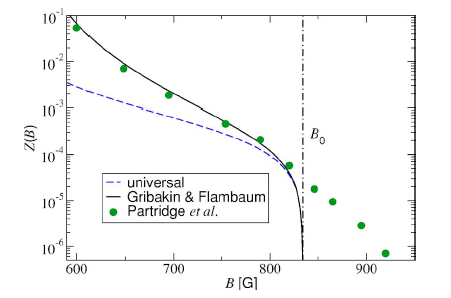 10^-1
10^-2
10^-3
10^-4
10^-5
10^-6
Z(B)
B_0
universal
Gribakin & Flambaum
Partridge et al.
600 700 800 900
B [G]